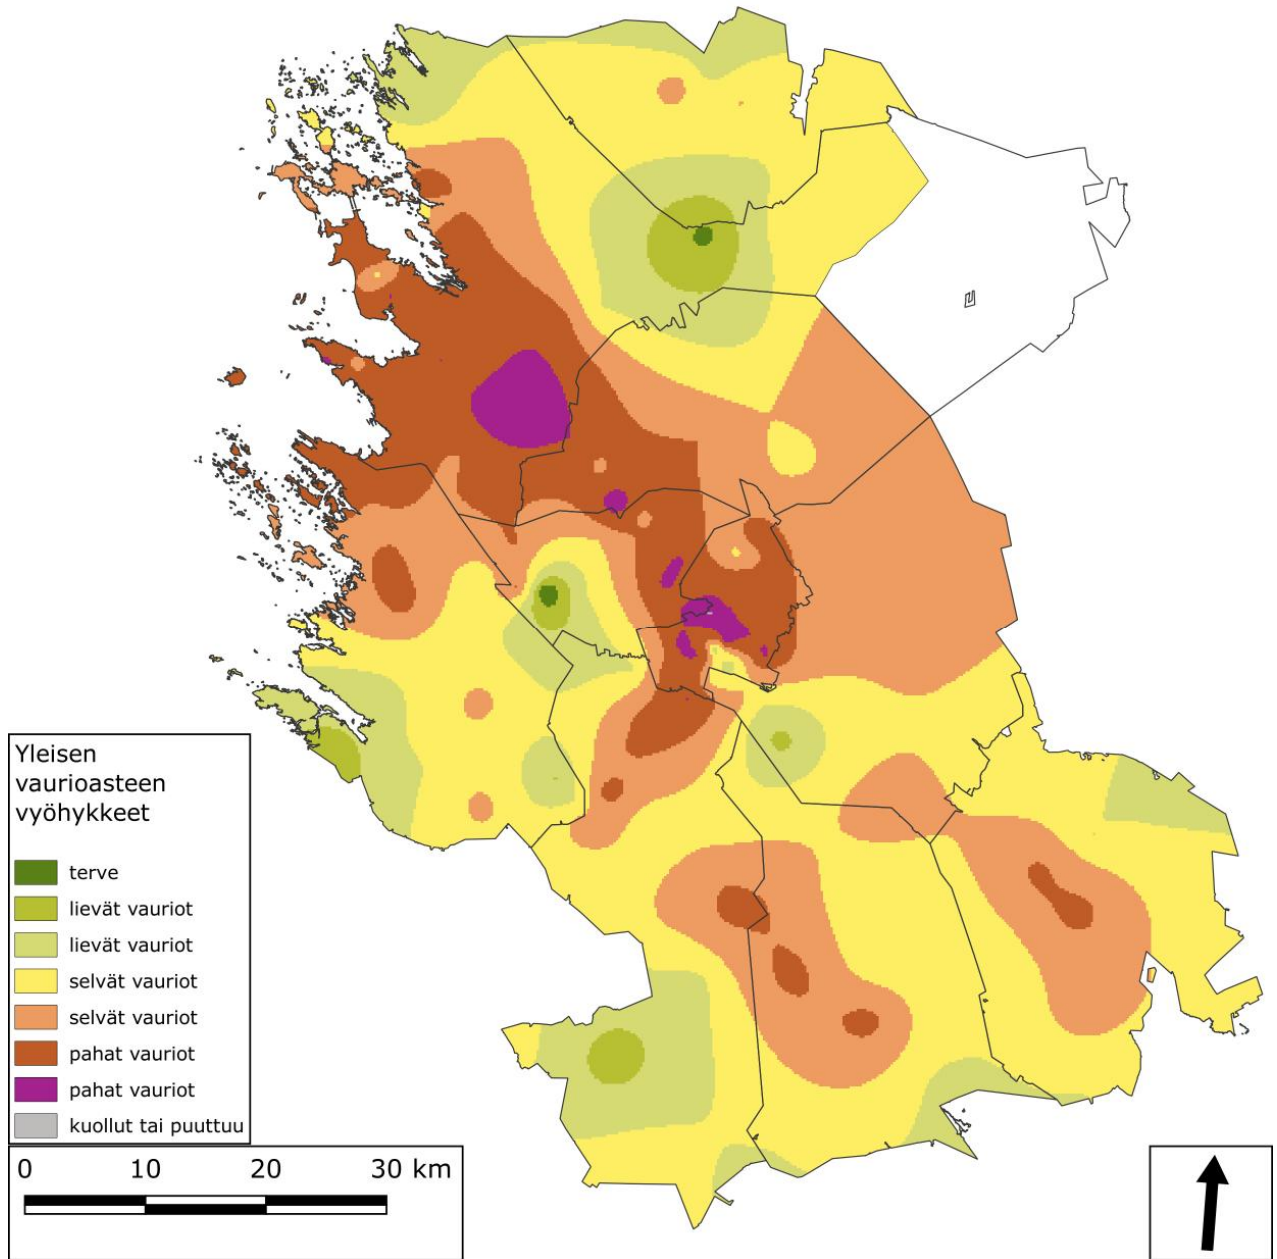 Yleisen
vaurioasteen
vyöhykkeet
terve
lievät vauriot
lievät vauriot
selvät vauriot
selvät vauriot
pahat vauriot
pahat vauriot
kuollut tai puuttuu
0 10 20 30 km